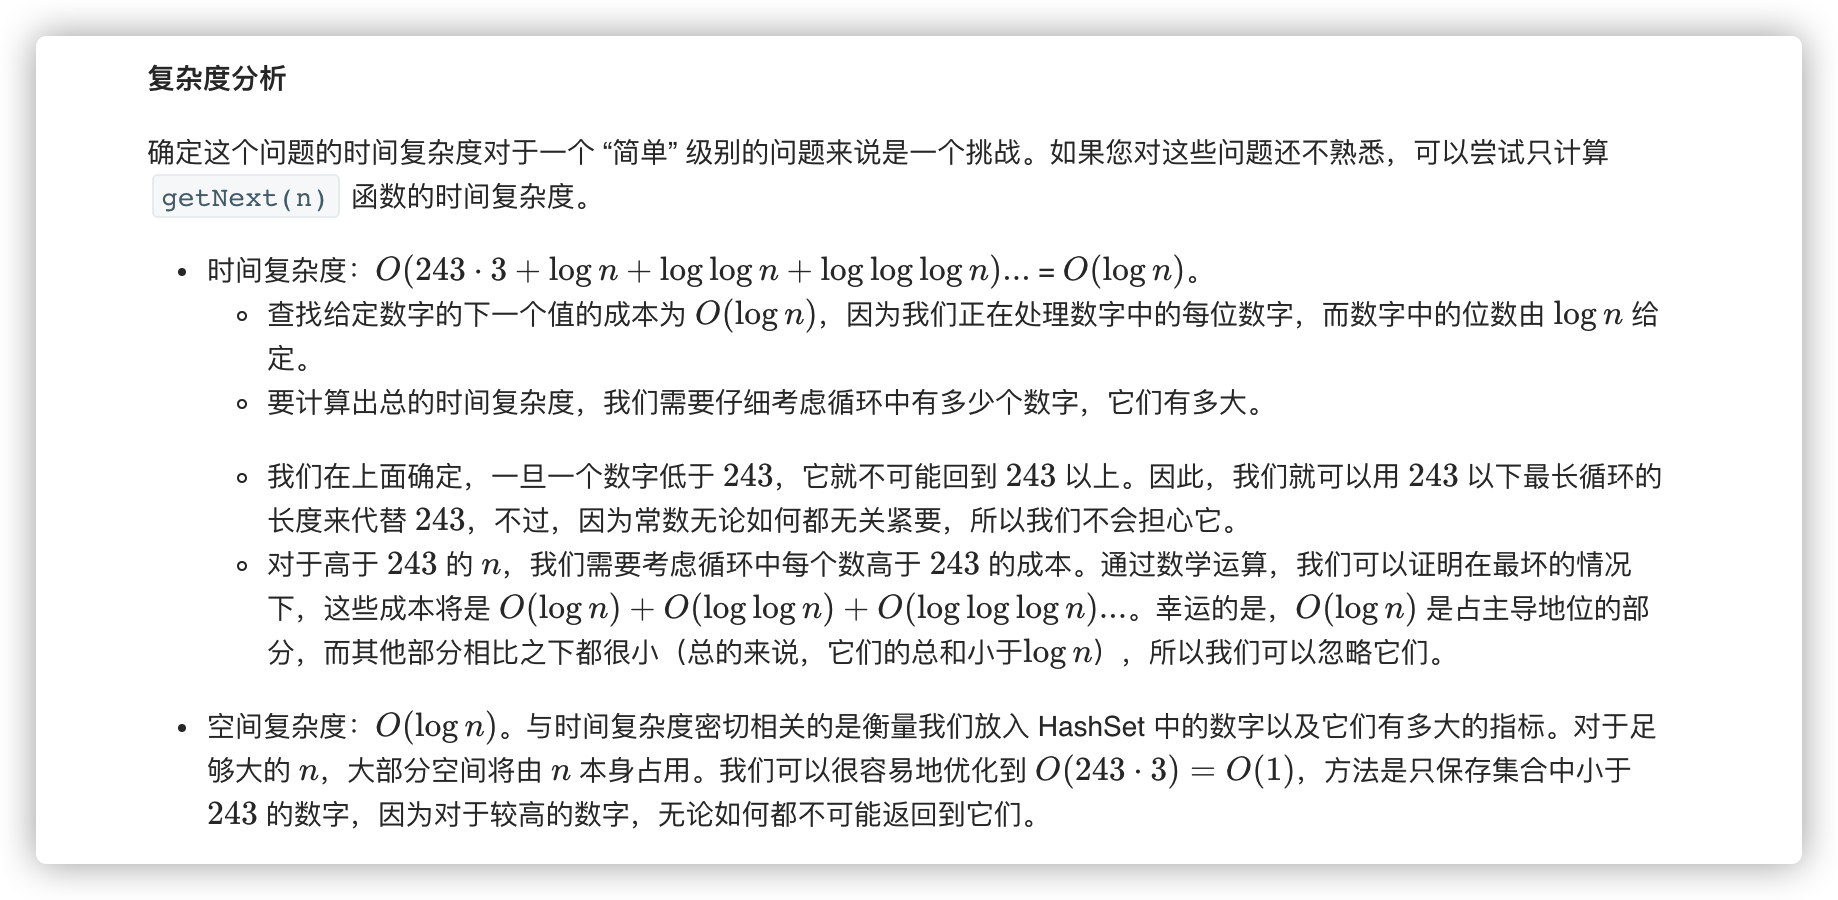 复杂度分析
确定这个问题的时间复杂度对于一个 “简单” 级别的问题来说是一个挑战。如果您对这些问题还不熟悉，可以尝试只计算
getNext(n) 函数的时间复杂度。
• 时间复杂度：O(243 · 3 + log n + log log n + log log log n)... = O(log n)。
◦ 查找给定数字的下一个值的成本为 O(log n)，因为我们正在处理数字中的每位数字，而数字中的位数由 log n 给
定。
◦ 要计算出总的时间复杂度，我们需要仔细考虑循环中有多少个数字，它们有多大。
◦ 我们在上面确定，一旦一个数字低于 243，它就不可能回到 243 以上。因此，我们就可以用 243 以下最长循环的
长度来代替 243，不过，因为常数无论如何都无关紧要，所以我们不会担心它。
◦ 对于高于 243 的 n，我们需要考虑循环中每个数高于 243 的成本。通过数学运算，我们可以证明在最坏的情况
下，这些成本将是 O(log n) + O(log log n) + O(log log log n)...。幸运的是，O(log n) 是占主导地位的部
分，而其他部分相比之下都很小（总的来说，它们的总和小于log n），所以我们可以忽略它们。
• 空间复杂度：O(log n)。与时间复杂度密切相关的是衡量我们放入 HashSet 中的数字以及它们有多大的指标。对于足
够大的 n，大部分空间将由 n 本身占用。我们可以很容易地优化到 O(243 · 3) = O(1)，方法是只保存集合中小于
243 的数字，因为对于较高的数字，无论如何都不可能返回到它们。